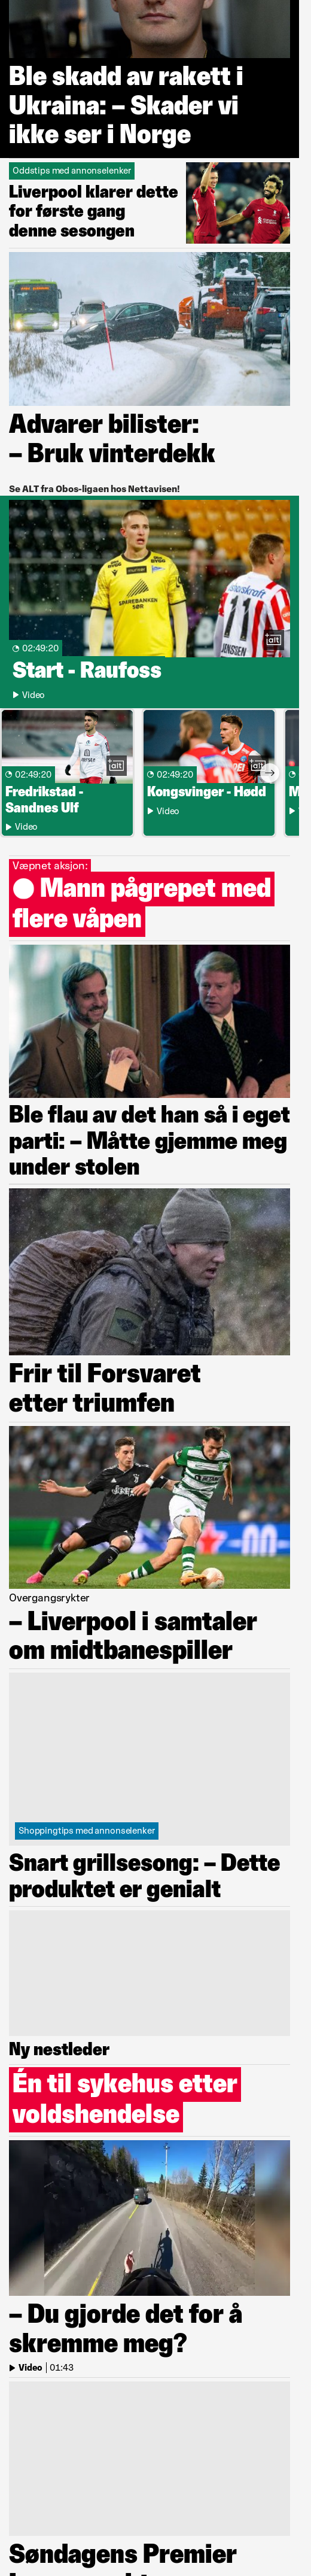 Ble skadd av rakett i
Ukraina: – Skader vi
ikke ser i Norge
Oddstips med annonselenker
Liverpool klarer dette
for første gang
denne sesongen
Advarer bilister:
– Bruk vinterdekk
Se ALT fra Obos-ligaen hos Nettavisen!
SPAREBANKEN
SØR
11
JANSSEN
+alt
02:49:20
Start - Raufoss
Video
+alt
02:49:20
Fredrikstad -
Sandnes Ulf
Video
+alt
02:49:20
Kongsvinger - Hødd
Video
M
Væpnet aksjon:
Mann pågrepet med
flere våpen
Ble flau av det han så i eget
parti: – Måtte gjemme meg
under stolen
Frir til Forsvaret
etter triumfen
Overgangsrykter
– Liverpool i samtaler
om midtbanespiller
Shoppingtips med annonselenker
Snart grillsesong: – Dette
produktet er genialt
Ny nestleder
Én til sykehus etter
voldshendelse
– Du gjorde det for å
skremme meg?
Video | 01:43
Søndagens Premier